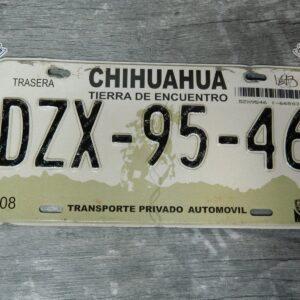 TRASERA
CHIHUAHUA
TIERRA DE ENCUENTRO
DZX-95-46
08
TRANSPORTE PRIVADO AUTOMOVIL